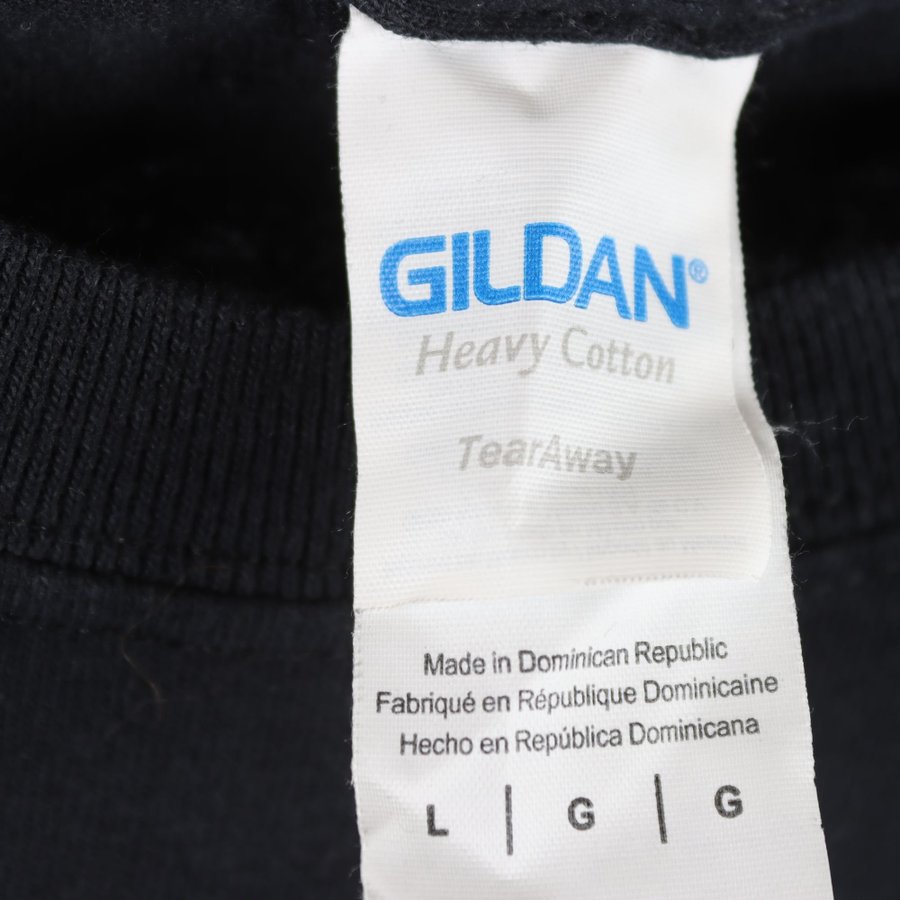 GILDAN®
Heavy Cotton
TearAway
Made in Dominican Republic
Fabriqué en République Dominicaine
Hecho en República Dominicana
L | G | G